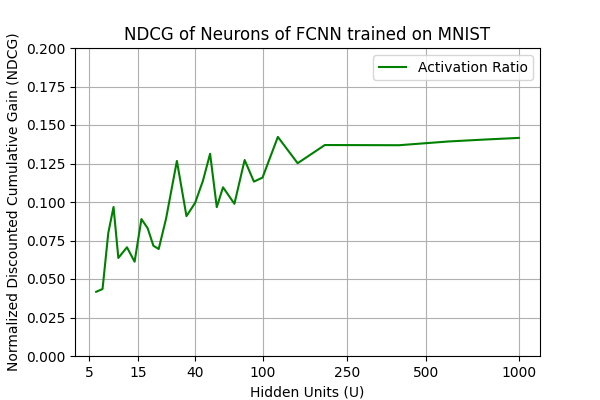 NDCG of Neurons of FCNN trained on MNIST
Normalized Discounted Cumulative Gain (NDCG)
0.200
0.175
0.150
0.125
0.100
0.075
0.050
0.025
0.000
Activation Ratio
5 15 40 100 250 500 1000
Hidden Units (U)